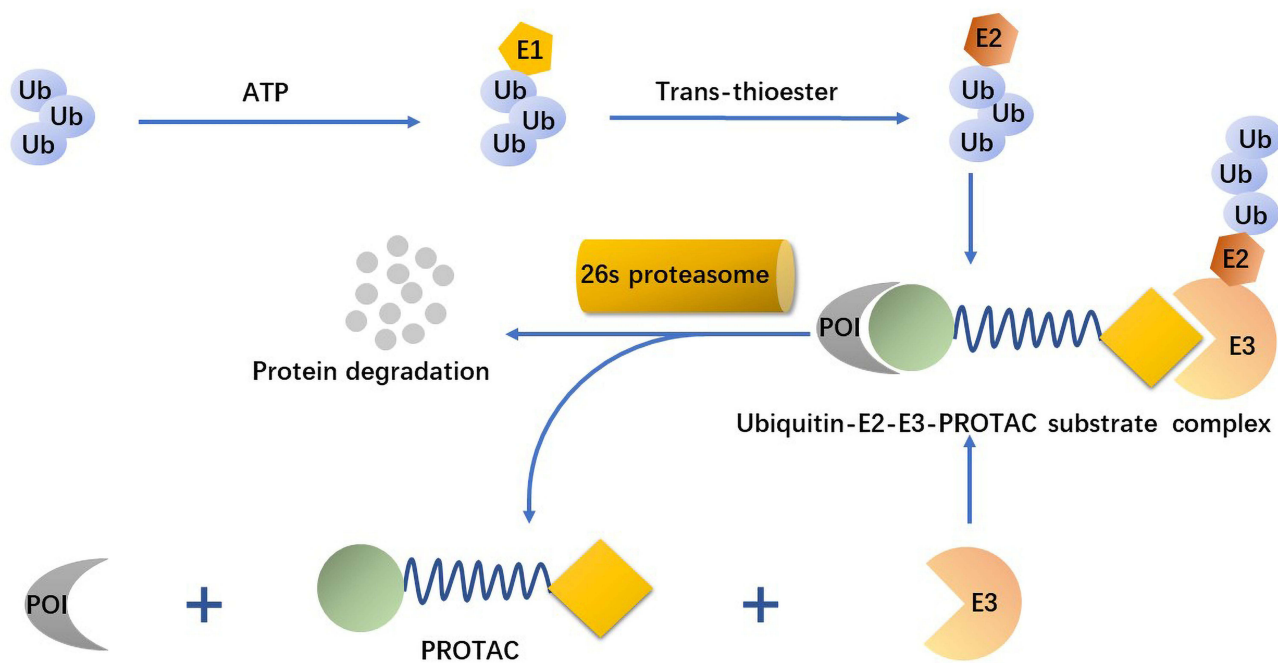 Ub
Ub
Ub
ATP
E1
Ub
Ub
Ub
Trans-thioester
E2
Ub
Ub
Ub
Ub
Ub
Ub
E2
26s proteasome
POI
E3
Protein degradation
Ubiquitin-E2-E3-PROTAC substrate complex
POI
+
PROTAC
+
E3